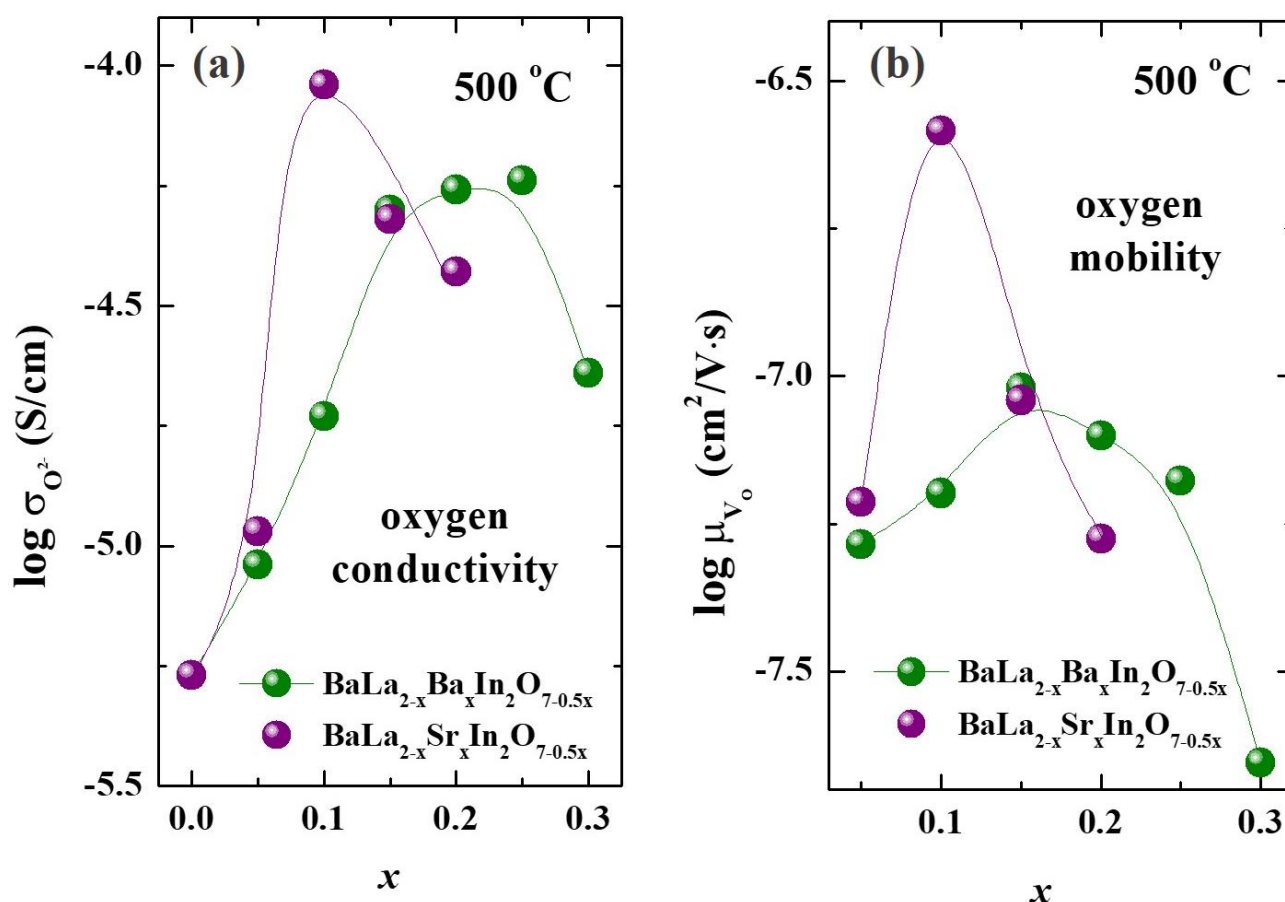 (a)
500 °C
-4.0
-4.5
-5.0
-5.5
log σ_O²⁻ (S/cm)
oxygen
conductivity
BaLa₂₋ₓBaₓIn₂O₇₋₀.₅ₓ
BaLa₂₋ₓSrₓIn₂O₇₋₀.₅ₓ
0.0 0.1 0.2 0.3
x
(b)
500 °C
-6.5
-7.0
-7.5
log μ_Vₒ (cm²/V·s)
oxygen
mobility
BaLa₂₋ₓBaₓIn₂O₇₋₀.₅ₓ
BaLa₂₋ₓSrₓIn₂O₇₋₀.₅ₓ
0.1 0.2 0.3
x